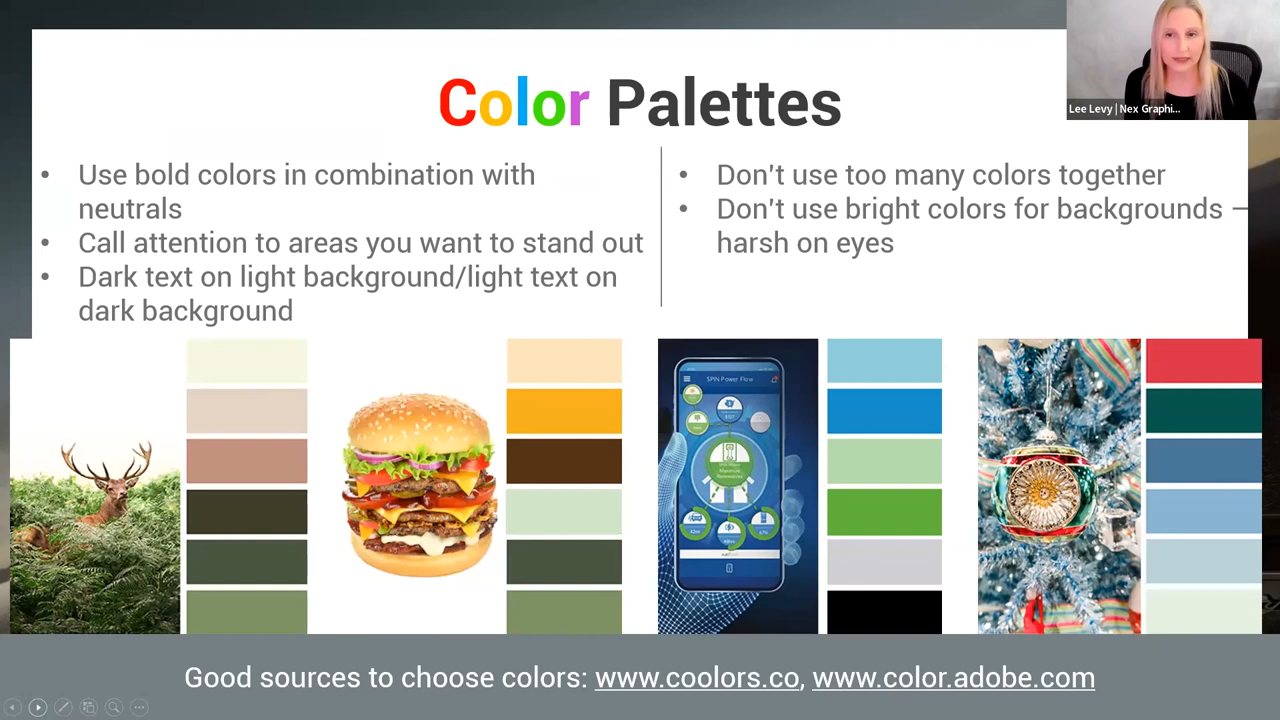 Color Palettes
Lee Levy | Nex Graphi...
• Use bold colors in combination with
neutrals
• Call attention to areas you want to stand out
• Dark text on light background/light text on
dark background
• Don't use too many colors together
• Don't use bright colors for backgrounds –
harsh on eyes
SPIN Power Flow
Good sources to choose colors: www.coolors.co, www.color.adobe.com